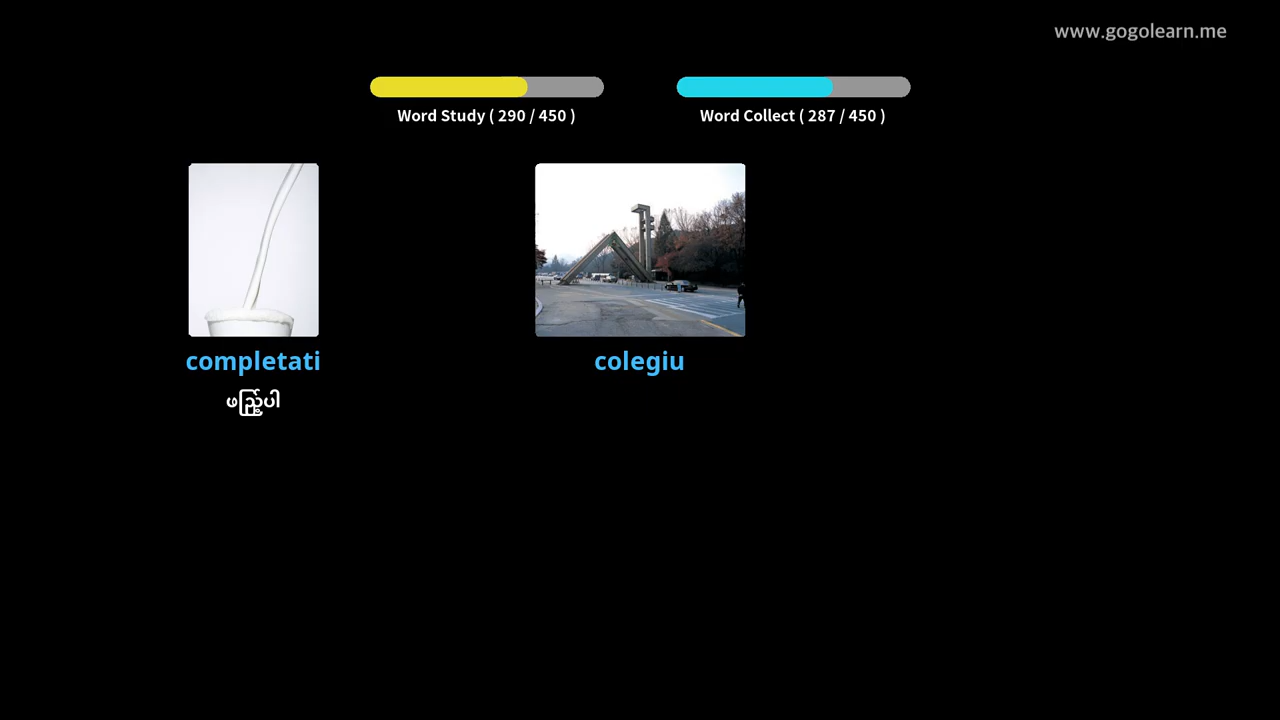 www.gogolearn.me
Word Study ( 290 / 450 )
Word Collect ( 287 / 450 )
completati
colegiu
ဖည့်ပြါ